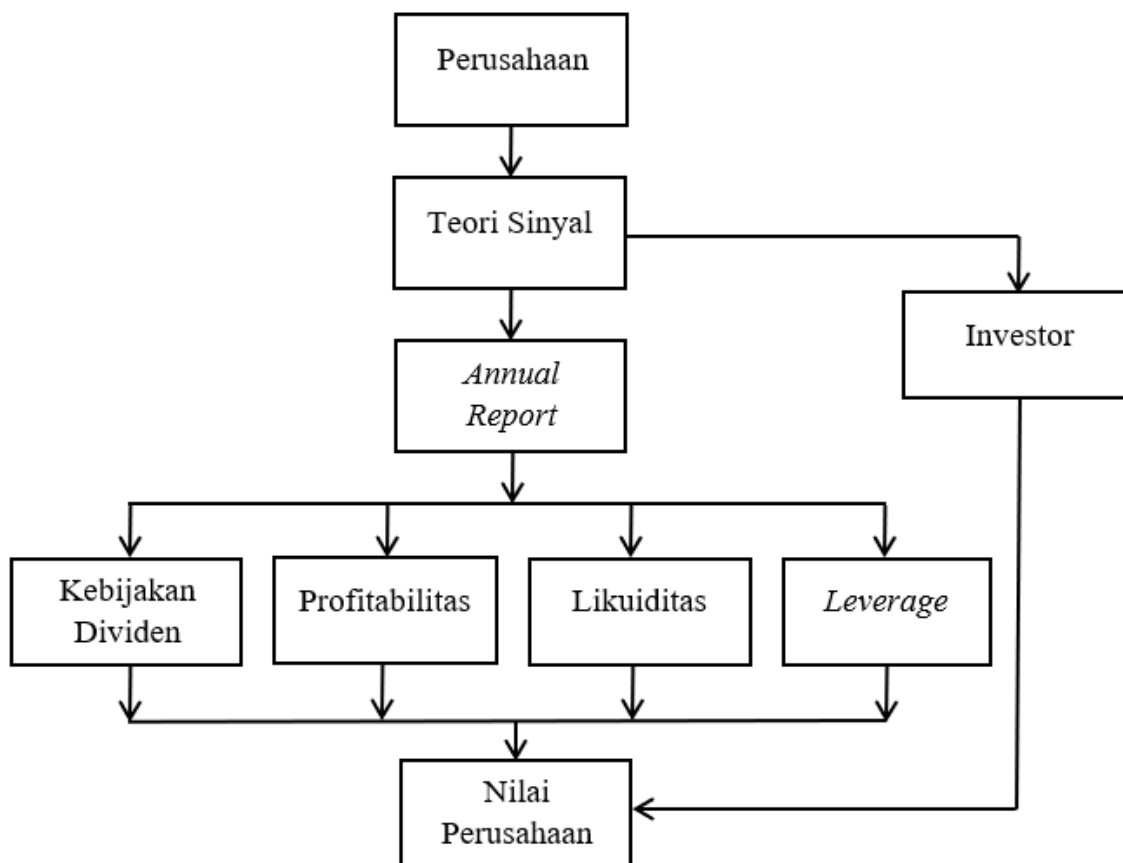 Perusahaan
Teori Sinyal
Investor
Annual
Report
Kebijakan
Dividen
Profitabilitas
Likuiditas
Leverage
Nilai
Perusahaan